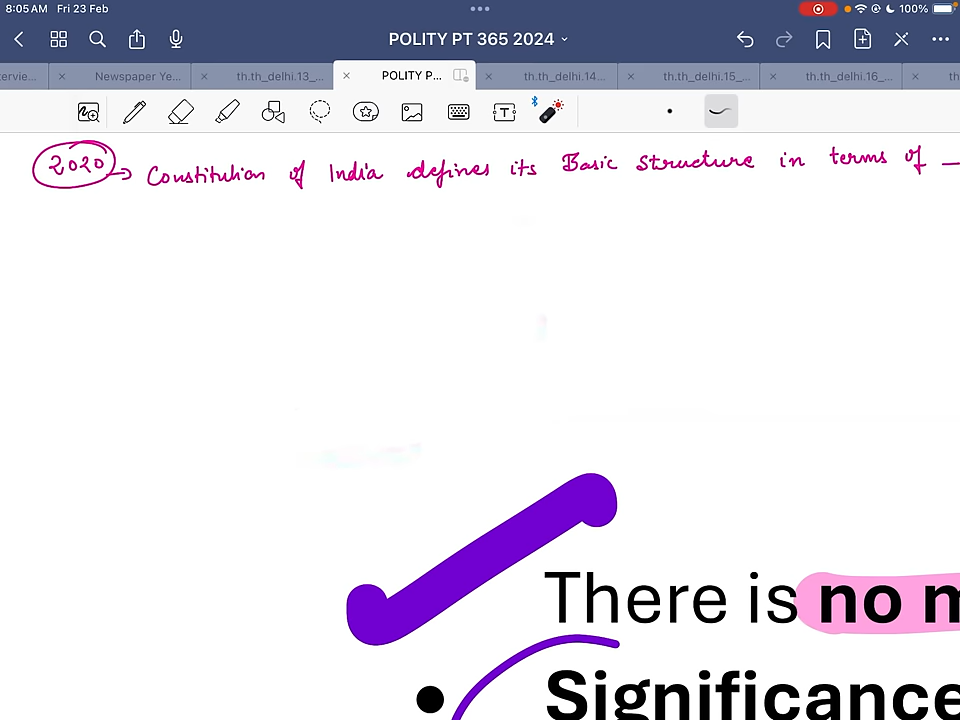 8:05 AM Fri 23 Feb
100%
POLITY PT 365 2024
Newspaper Ye...
th.th_delhi.13_...
POLITY P...
th.th_delhi.14...
th.th_delhi.15_...
th.th_delhi.16_...
2020 → Constitution of India defines its Basic Structure in terms of
There is no m
• Significance